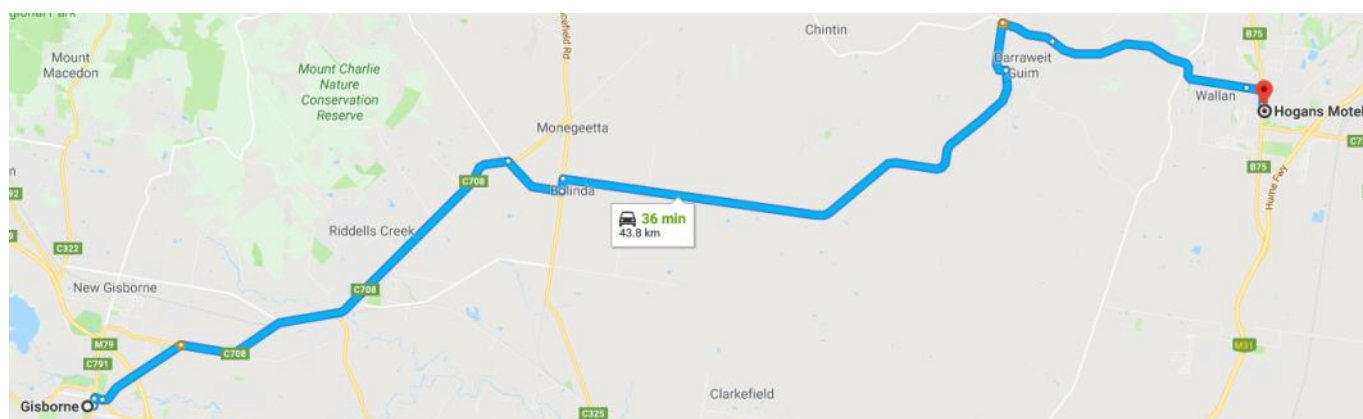 Regional Park
Mount
Macedon
Mount Charlie
Nature
Conservation
Reserve
Chintin
B75
Darraweit
Guim
Wallan
Hogans Motel
Monegeetta
C708
Bolinda
B75
36 min
43.8 km
Riddells Creek
C322
Hume Fwy
New Gisborne
C708
M79
C708
M31
C791
Clarkefield
Gisborne
C325